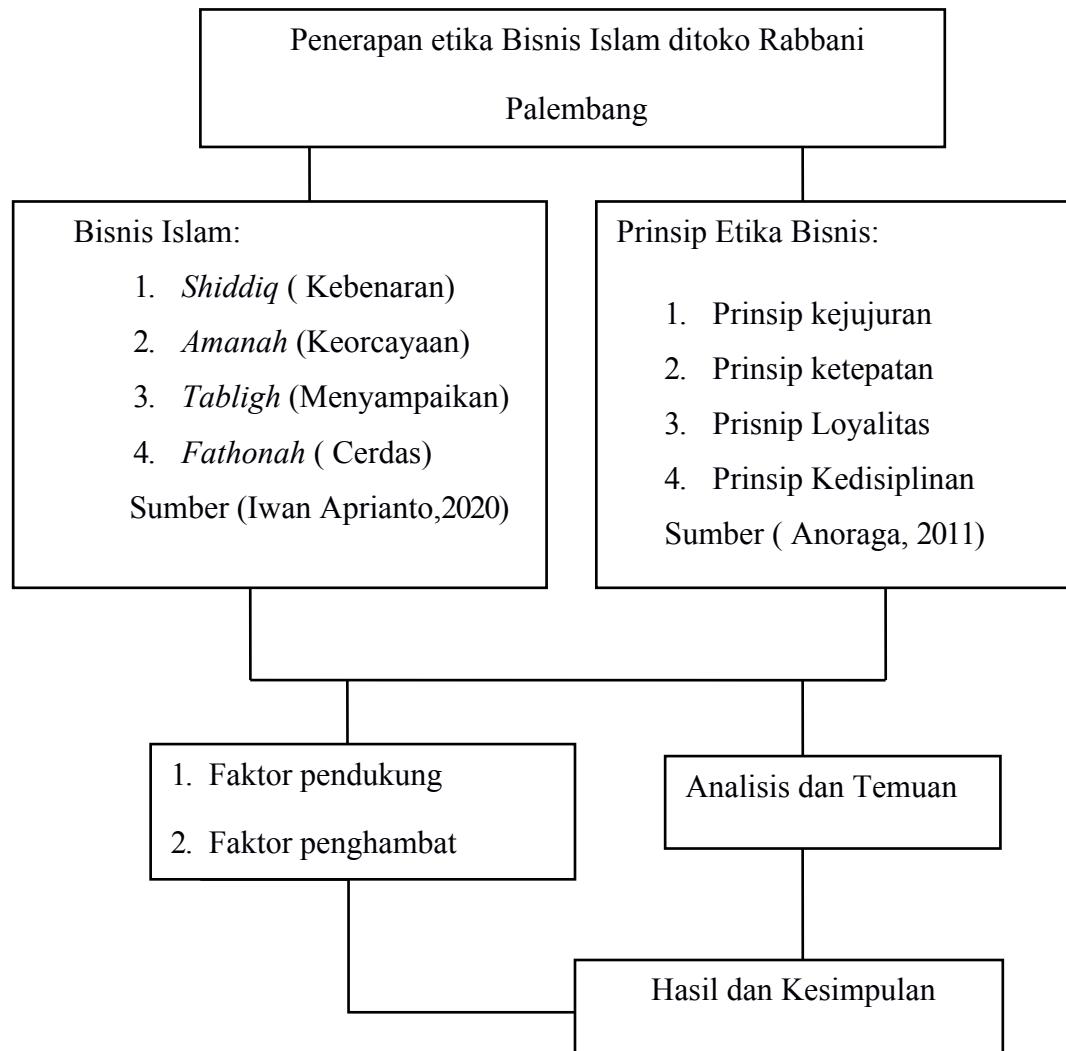 Penerapan etika Bisnis Islam ditoko Rabbani
Palembang
Bisnis Islam:
1. Shiddiq ( Kebenaran)
2. Amanah (Keorcayaan)
3. Tabligh (Menyampaikan)
4. Fathonah ( Cerdas)
Sumber (Iwan Aprianto,2020)
Prinsip Etika Bisnis:
1. Prinsip kejujuran
2. Prinsip ketepatan
3. Prisnip Loyalitas
4. Prinsip Kedisiplinan
Sumber ( Anoraga, 2011)
1. Faktor pendukung
2. Faktor penghambat
Analisis dan Temuan
Hasil dan Kesimpulan